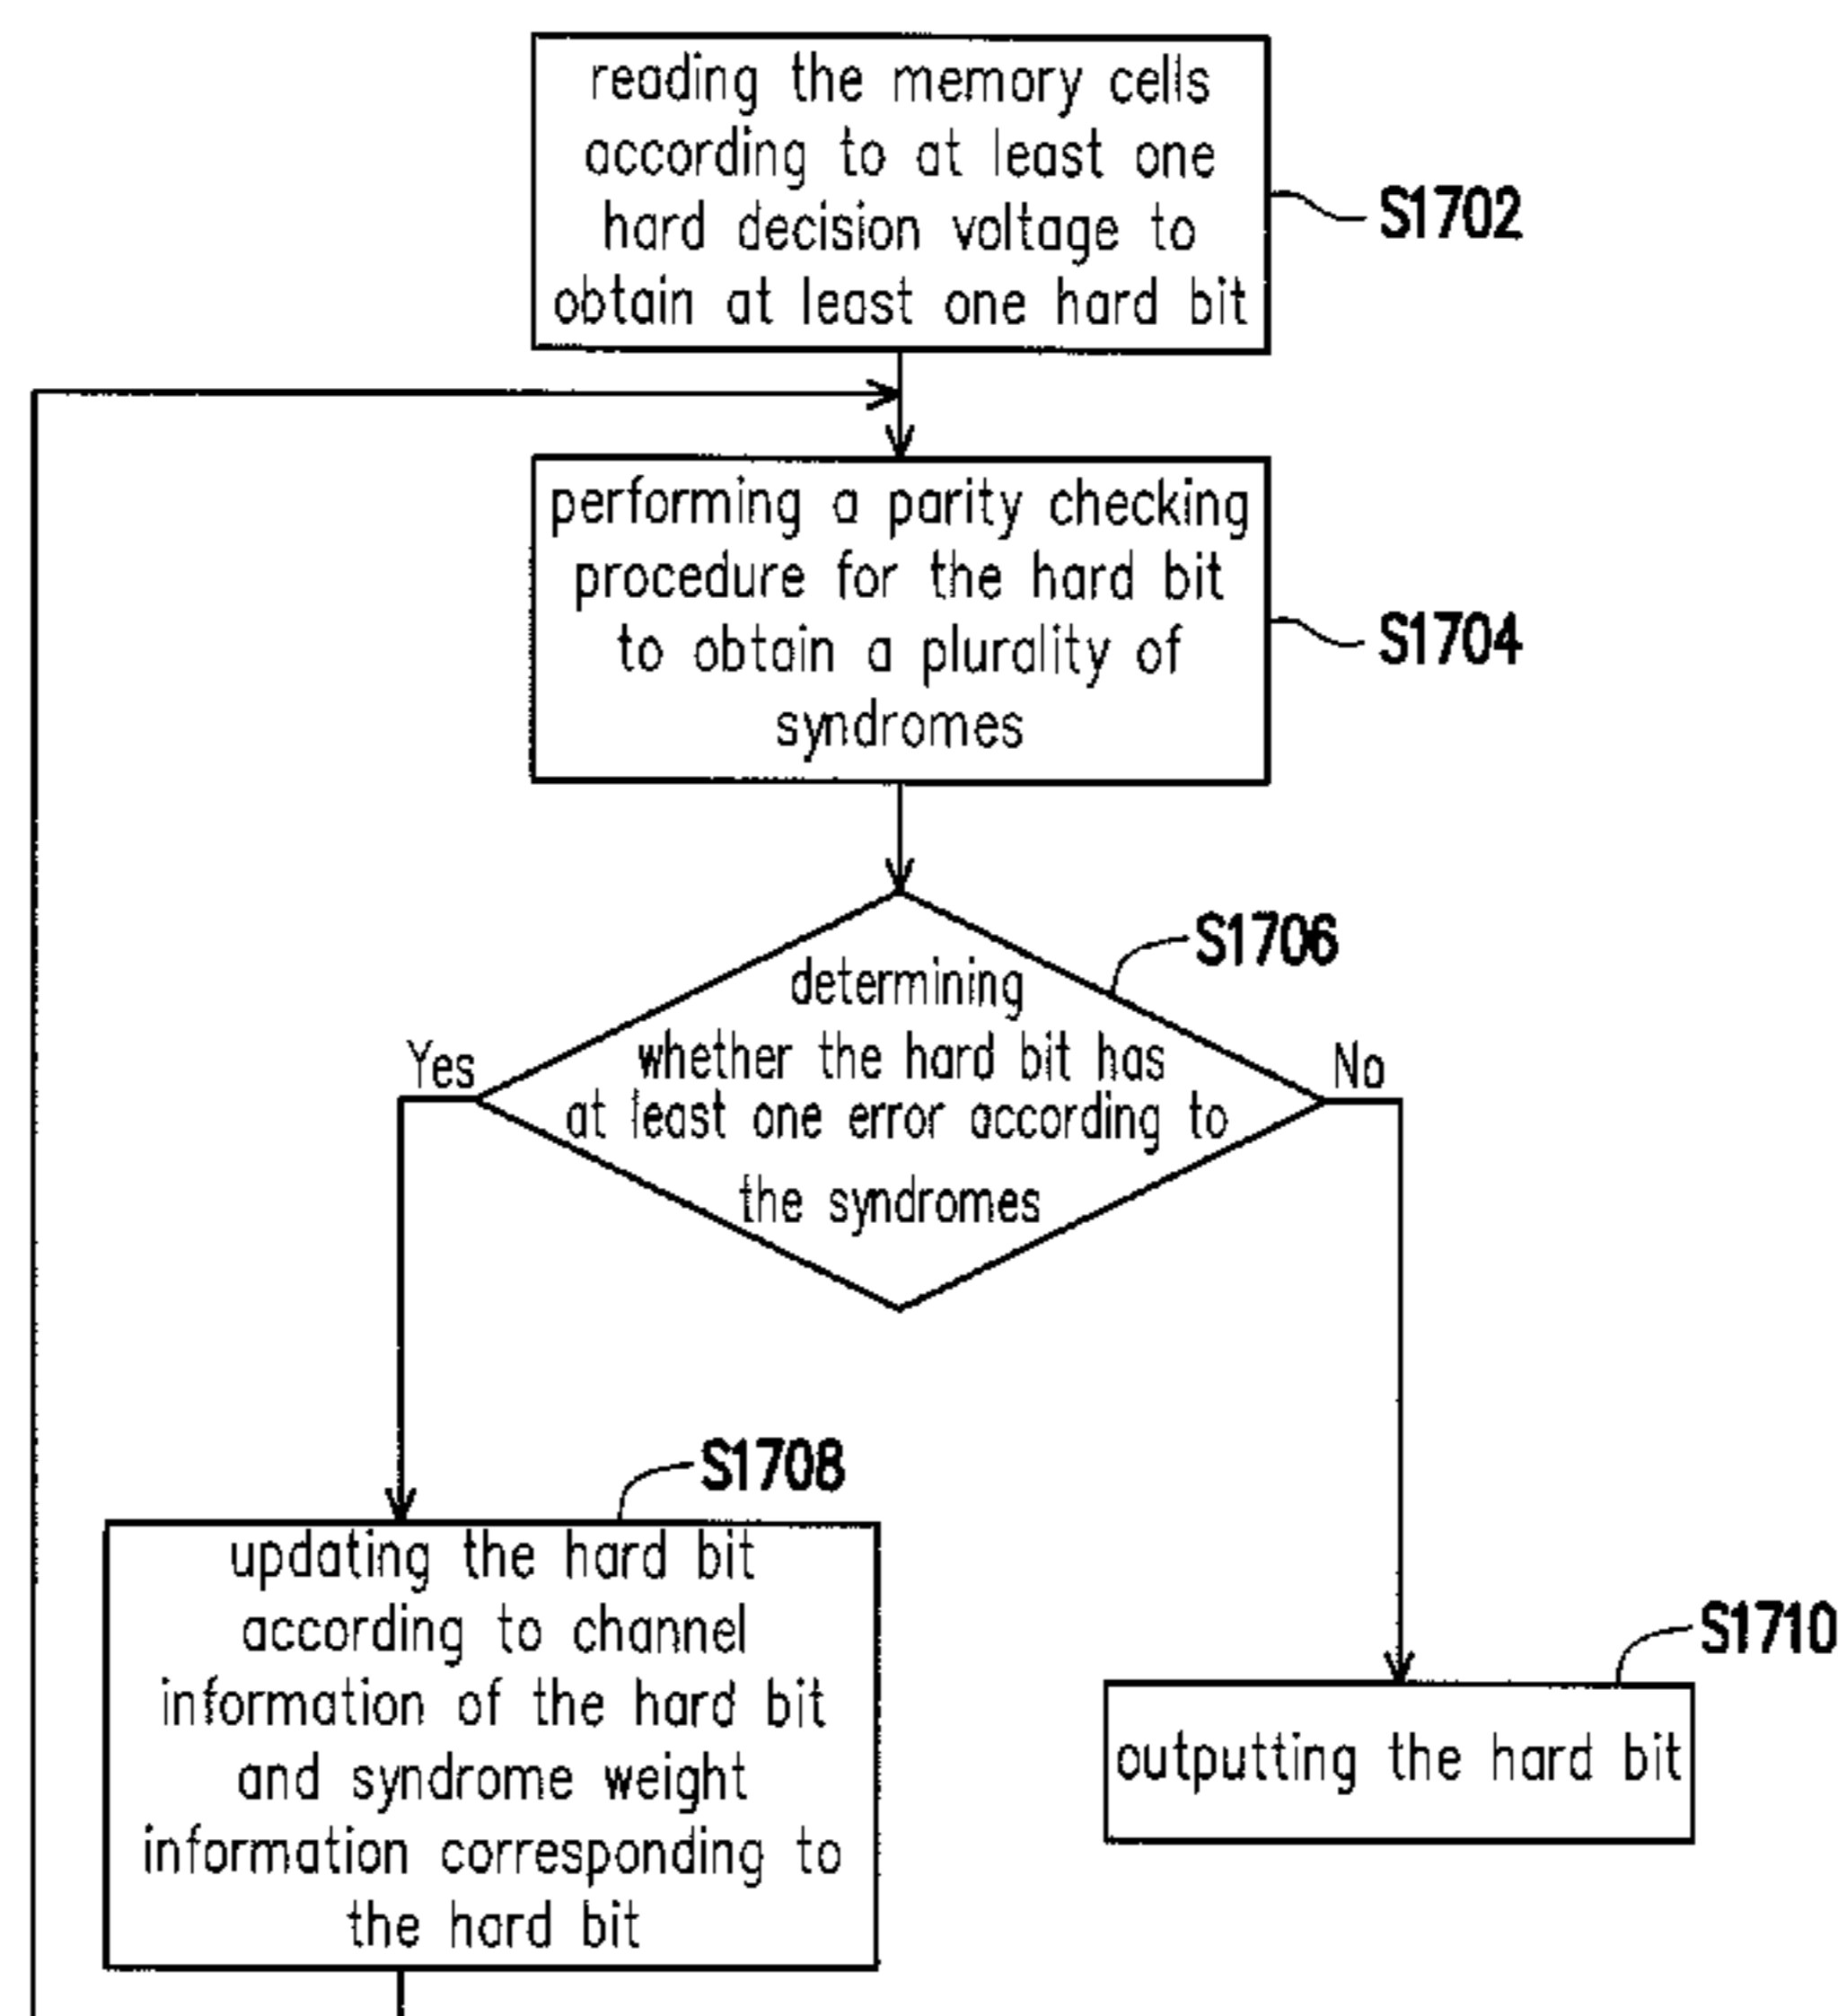 reading the memory cells
according to at least one
hard decision voltage to
obtain at least one hard bit
S1702
performing a parity checking
procedure for the hard bit
to obtain a plurality of
syndromes
S1704
S1706
determining
whether the hard bit has
at least one error according to
the syndromes
Yes
No
S1708
updating the hard bit
according to channel
information of the hard bit
and syndrome weight
information corresponding to
the hard bit
S1710
outputting the hard bit